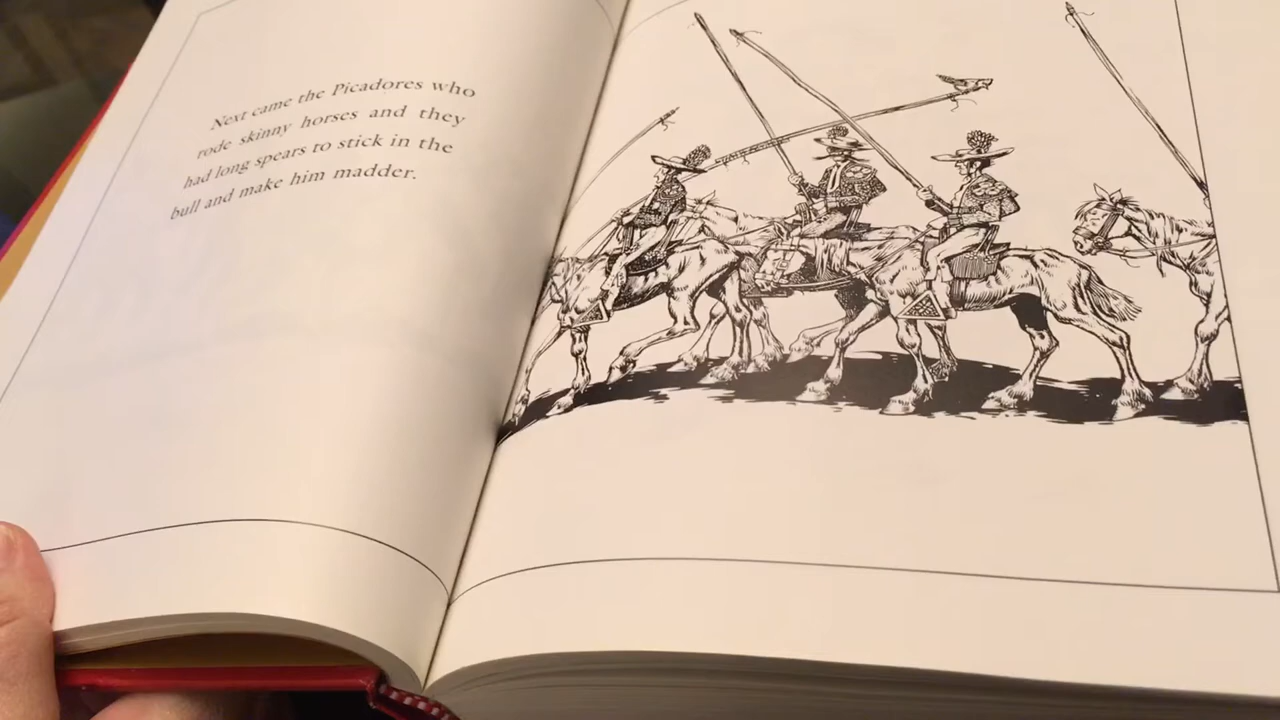 Next came the Picadores who
rode skinny horses and they
had long spears to stick in the
bull and make him madder.